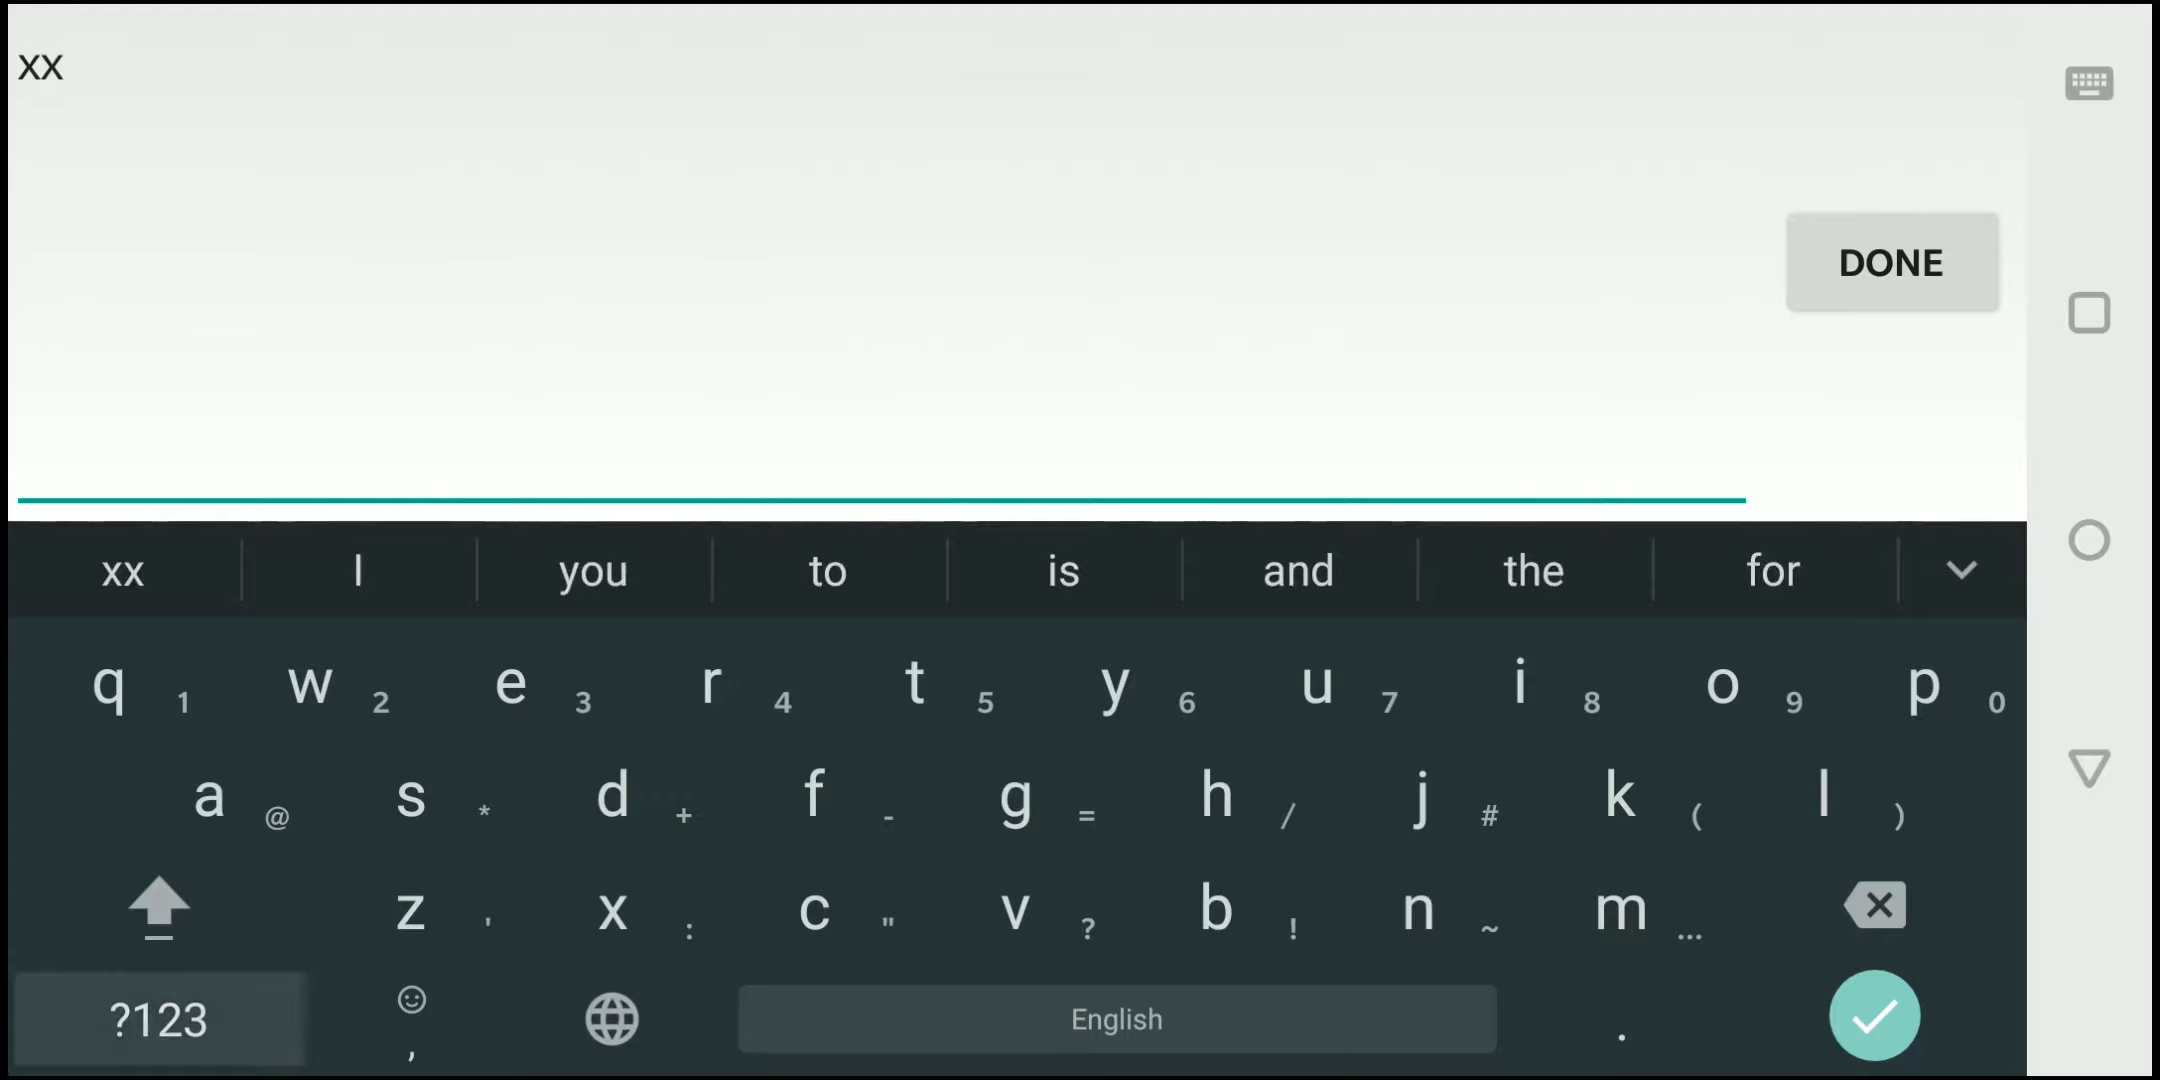 xx
DONE
xx I you to is and the for
q 1 w 2 e 3 r 4 t 5 y 6 u 7 i 8 o 9 p 0
a @ s * d + f - g = h / j # k ( l )
z ' x : c " v ? b ! n ~ m ...
?123 , English .